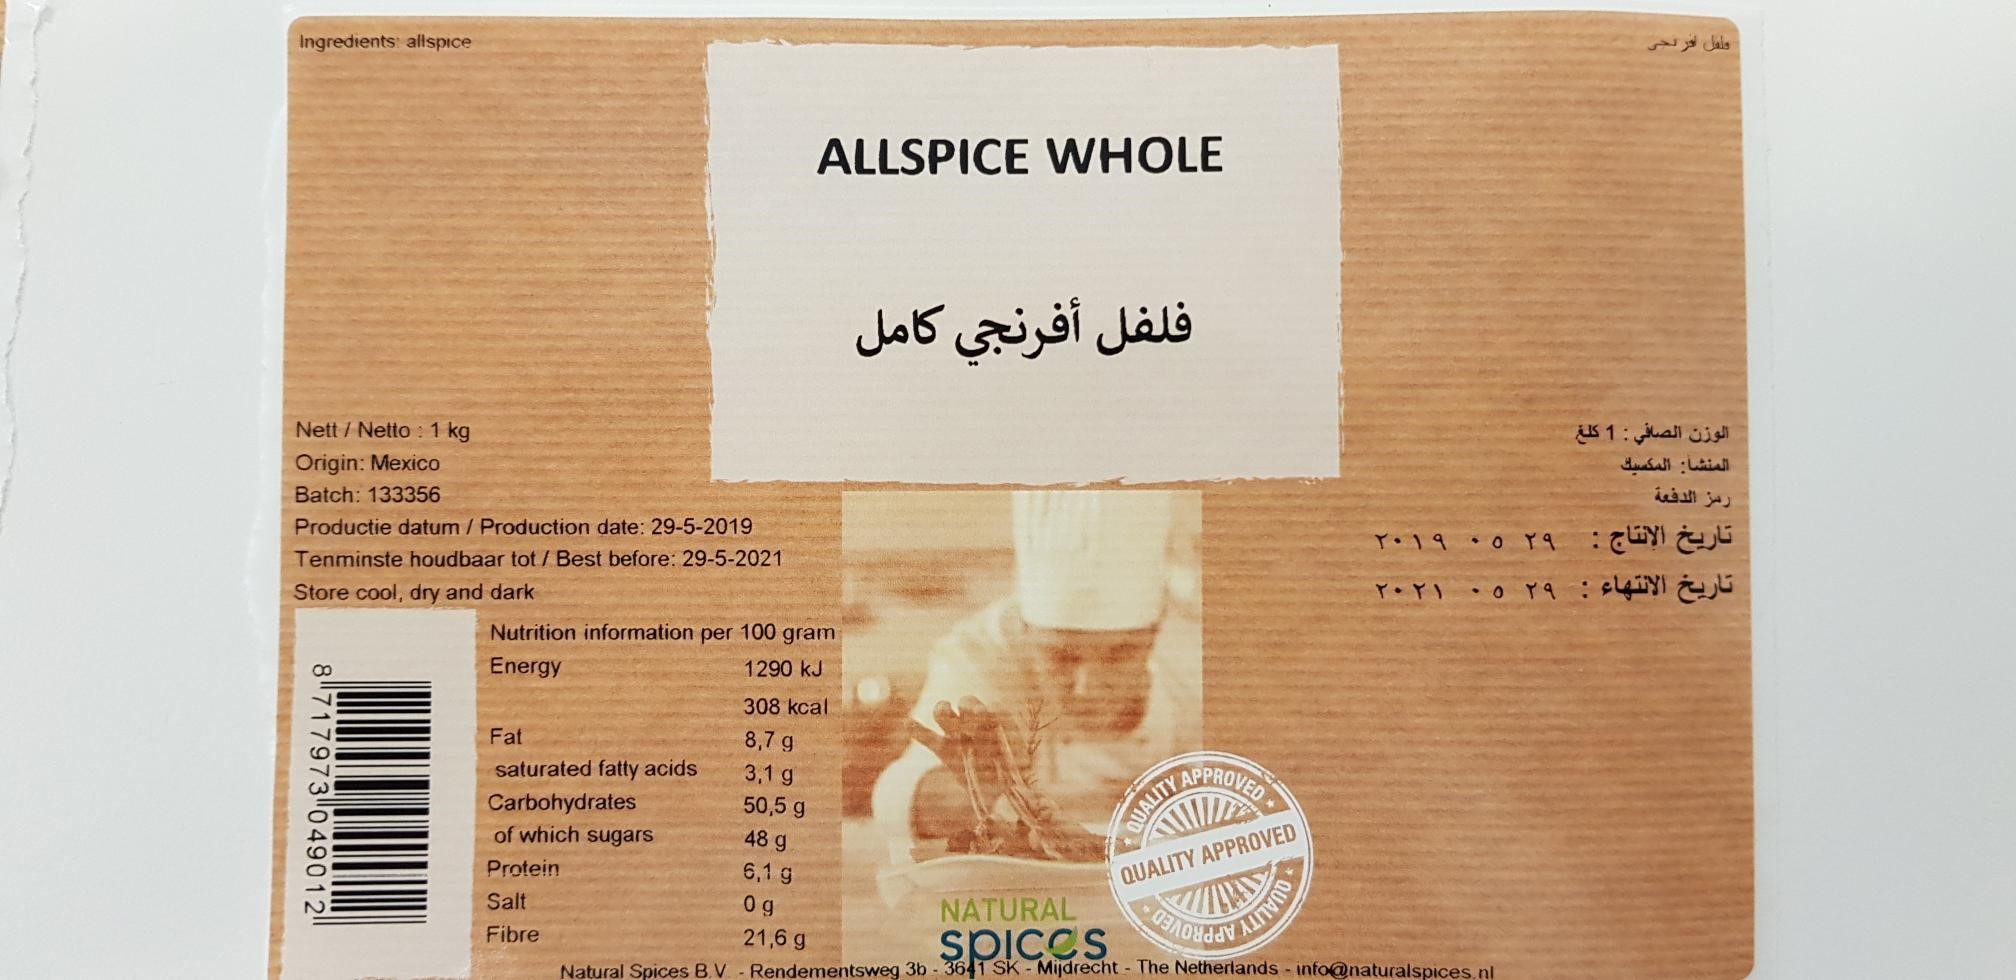 Ingredients: allspice
فلفل افرنجي
ALLSPICE WHOLE
فلفل أفرنجي كامل
Nett / Netto : 1 kg
Origin: Mexico
Batch: 133356
Productie datum / Production date: 29-5-2019
Tenminste houdbaar tot / Best before: 29-5-2021
Store cool, dry and dark
الوزن الصافي : 1 كلغ
المنشأ: المكسيك
رمز الدفعة
تاريخ الإنتاج : ٢٩ ٠٥ ٢٠١٩
تاريخ الانتهاء : ٢٩ ٠٥ ٢٠٢١
Nutrition information per 100 gram
Energy 1290 kJ
308 kcal
Fat 8,7 g
saturated fatty acids 3,1 g
Carbohydrates 50,5 g
of which sugars 48 g
Protein 6,1 g
Salt 0 g
Fibre 21,6 g
8 717973 049012
QUALITY APPROVED
QUALITY APPROVED
QUALITY APPROVED
NATURAL
spices
Natural Spices B.V. - Rendementsweg 3b - 3641 SK - Mijdrecht - The Netherlands - info@naturalspices.nl